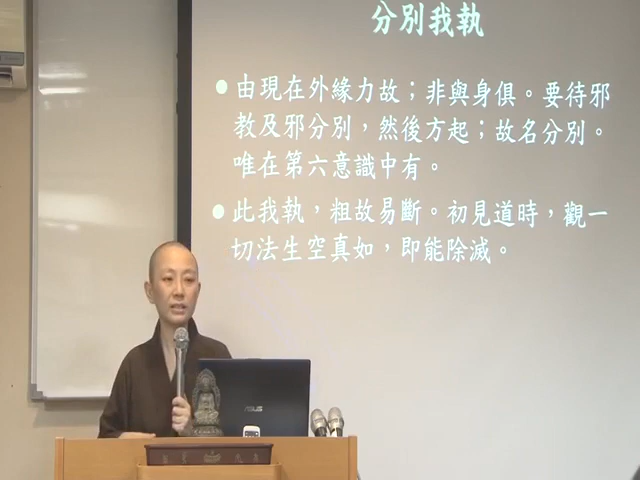 分別我執
•由現在外緣力故；非與身俱。要待邪
教及邪分別，然後方起；故名分別。
唯在第六意識中有。
•此我執，粗故易斷。初見道時，觀一
切法生空真如，即能除滅。
ASUS